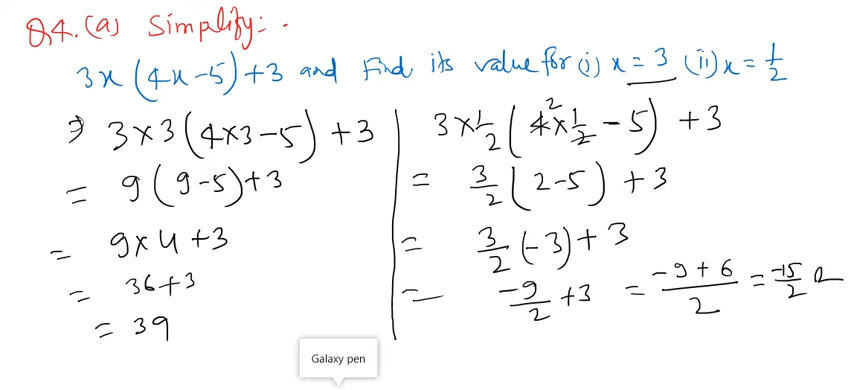 Q4. (a) Simplify:-
3x (4x-5)+3 and Find its value for (i) x = 3 (ii) x = 1/2
⇒ 3×3 (4×3-5) +3
= 9 (9-5)+3
= 9×4+3
= 36+3
= 39
3×1/2 (4²×1/2 - 5) +3
= 3/2 (2-5) +3
= 3/2 (-3)+3
= -9/2 +3 = (-9+6)/2 = -15/2
Galaxy pen